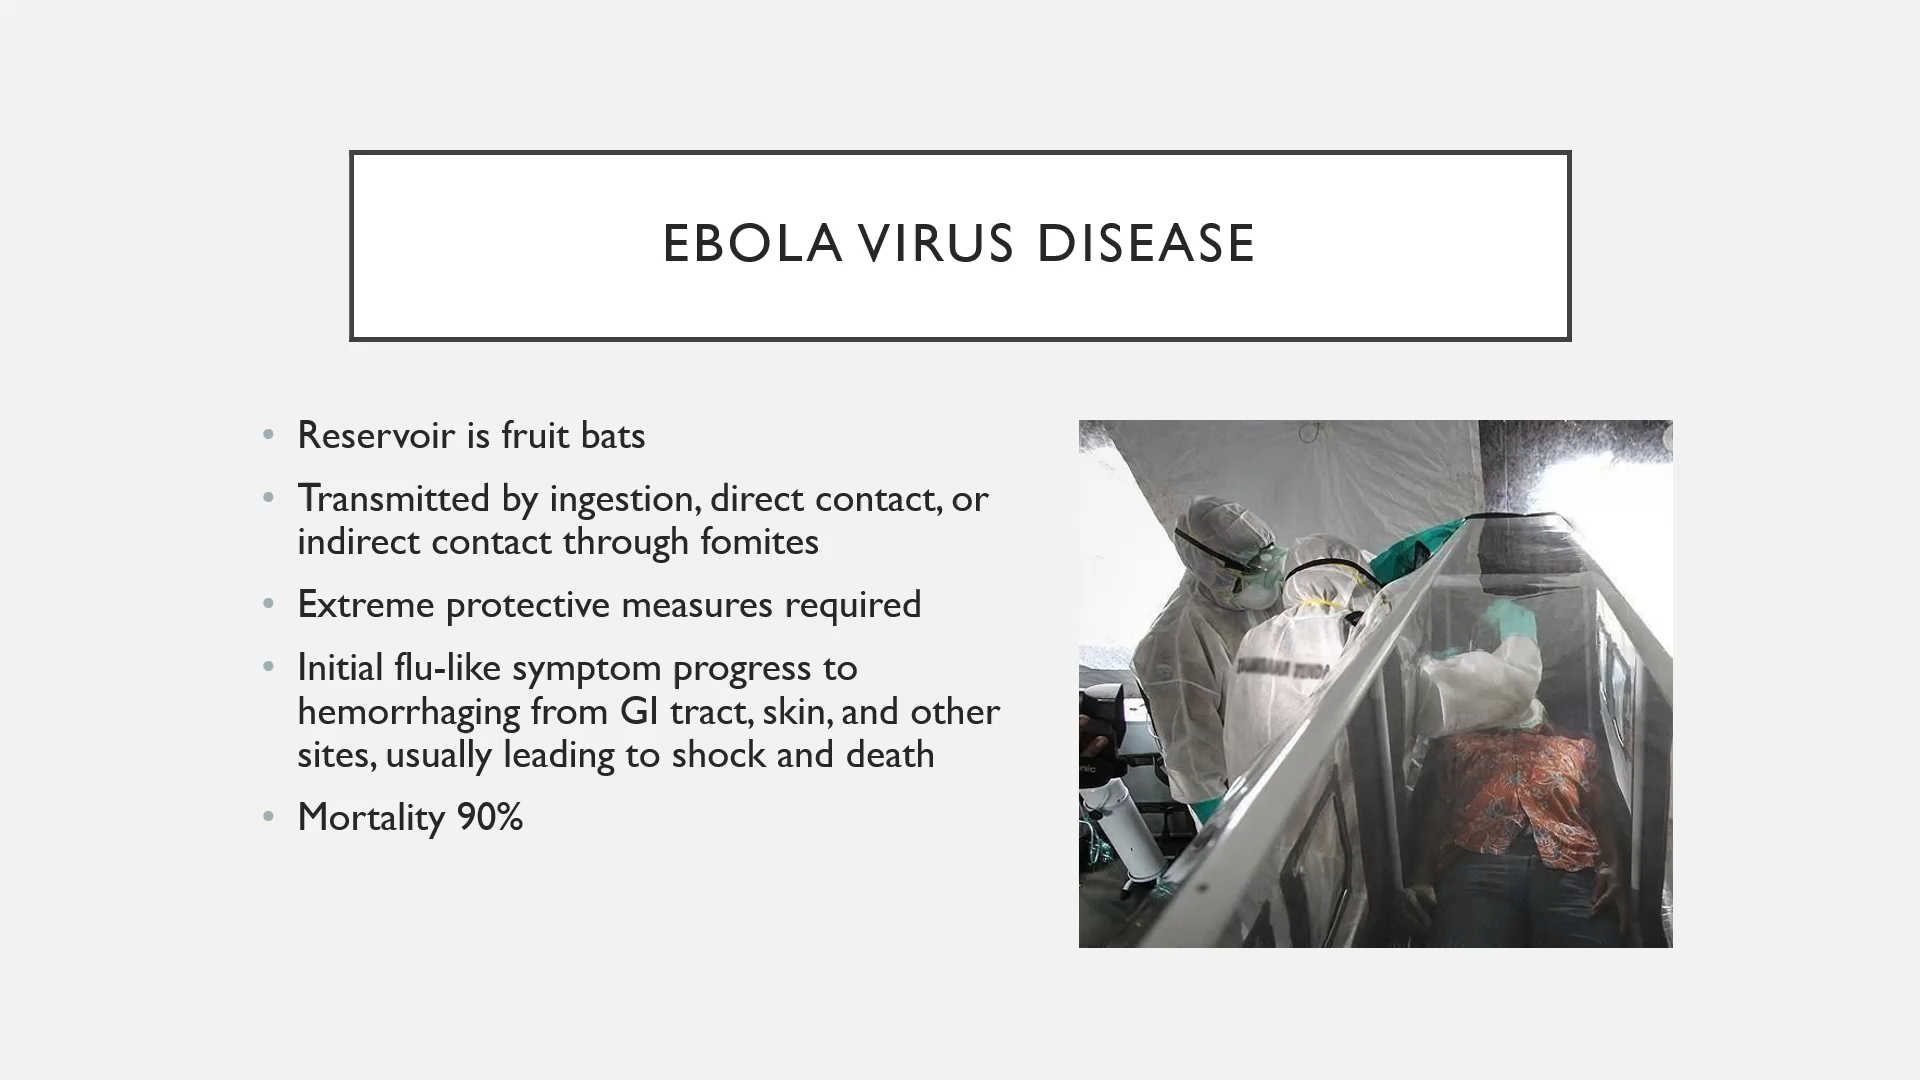 EBOLA VIRUS DISEASE
• Reservoir is fruit bats
• Transmitted by ingestion, direct contact, or
indirect contact through fomites
• Extreme protective measures required
• Initial flu-like symptom progress to
hemorrhaging from GI tract, skin, and other
sites, usually leading to shock and death
• Mortality 90%